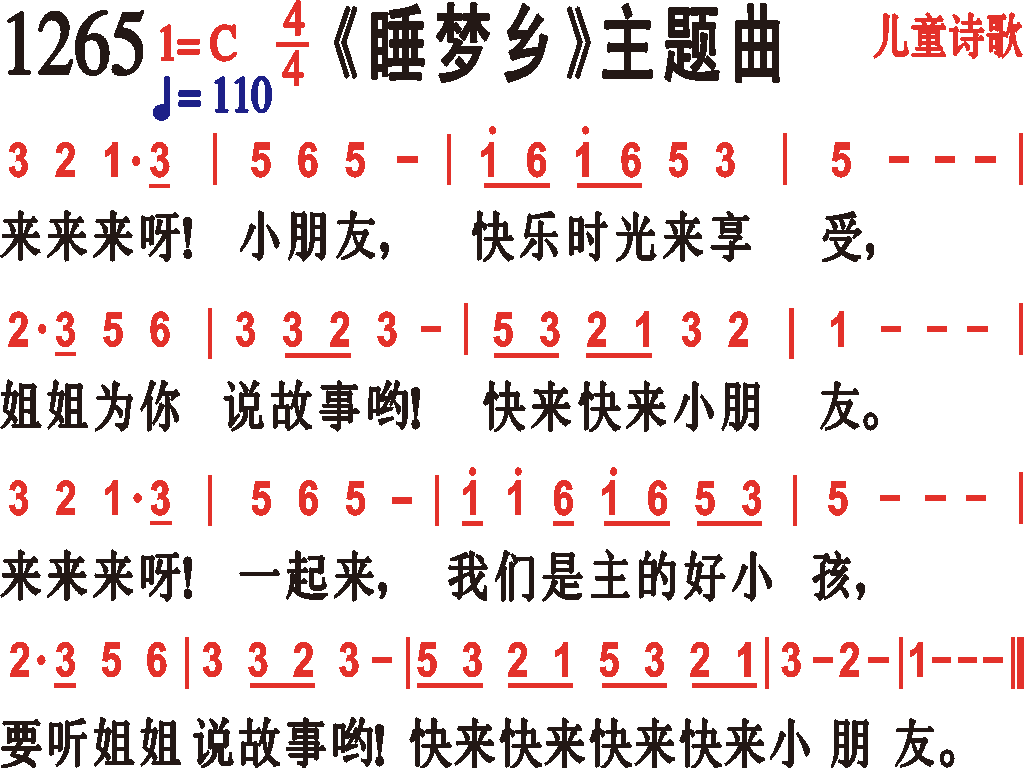 1265 1=C 4/4 《睡梦乡》主题曲 儿童诗歌
♩=110
3 2 1·3 | 5 6 5 - | i 6 i 6 5 3 | 5 - - - |
来来来呀! 小朋友, 快乐时光来享 受,
2·3 5 6 | 3 3 2 3 - | 5 3 2 1 3 2 | 1 - - - |
姐姐为你 说故事哟! 快来快来小朋 友。
3 2 1·3 | 5 6 5 - | i i 6 i 6 5 3 | 5 - - - |
来来来呀! 一起来, 我们是主的好小 孩,
2·3 5 6 | 3 3 2 3 - | 5 3 2 1 5 3 2 1 | 3 - 2 - | 1 - - - ‖
要听姐姐 说故事哟! 快来快来快来快来小 朋 友。